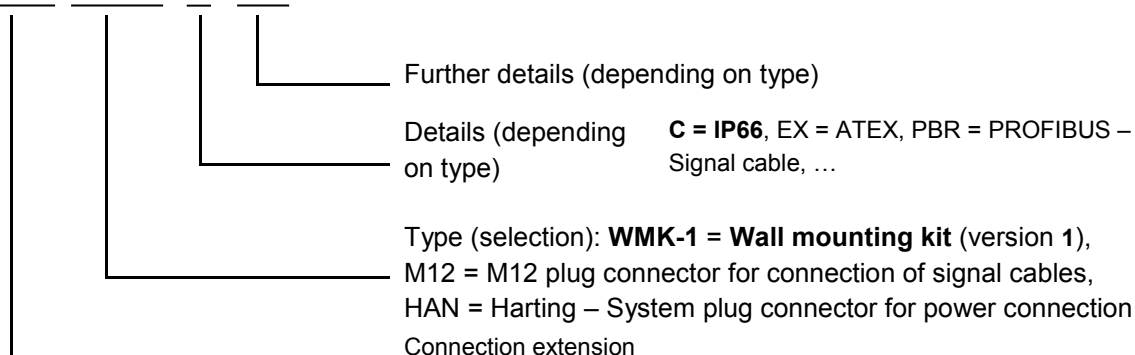 Further details (depending on type)
Details (depending on type)
C = IP66, EX = ATEX, PBR = PROFIBUS –
Signal cable, …
Type (selection): WMK-1 = Wall mounting kit (version 1),
M12 = M12 plug connector for connection of signal cables,
HAN = Harting – System plug connector for power connection
Connection extension